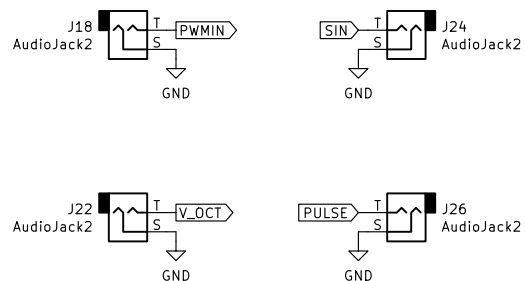 J18
AudioJack2
T
S
PWMIN
GND
SIN
T
S
J24
AudioJack2
GND
J22
AudioJack2
T
S
V_OCT
GND
PULSE
T
S
J26
AudioJack2
GND